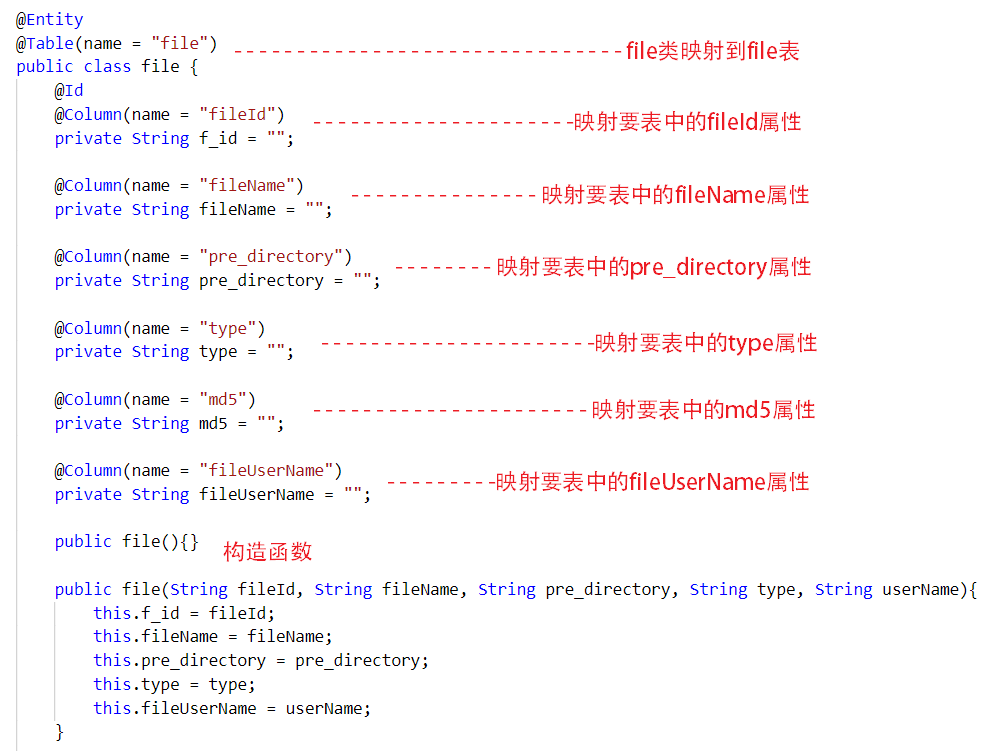 @Entity
@Table(name = "file")
file类映射到file表
public class file {
@Id
@Column(name = "fileId")
映射要表中的fileId属性
private String f_id = "";
@Column(name = "fileName")
映射要表中的fileName属性
private String fileName = "";
@Column(name = "pre_directory")
映射要表中的pre_directory属性
private String pre_directory = "";
@Column(name = "type")
映射要表中的type属性
private String type = "";
@Column(name = "md5")
映射要表中的md5属性
private String md5 = "";
@Column(name = "fileUserName")
映射要表中的fileUserName属性
private String fileUserName = "";
public file(){}
构造函数
public file(String fileId, String fileName, String pre_directory, String type, String userName){
this.f_id = fileId;
this.fileName = fileName;
this.pre_directory = pre_directory;
this.type = type;
this.fileUserName = userName;
}